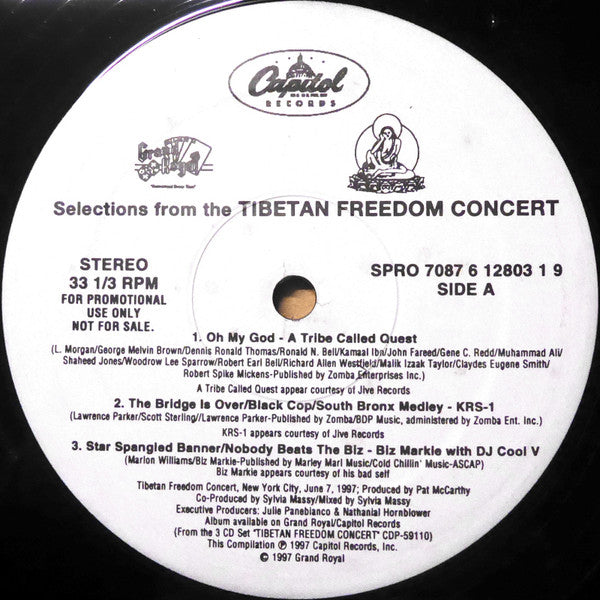 Capitol
RECORDS
Grand
Royal
Selections from the TIBETAN FREEDOM CONCERT
STEREO
33 1/3 RPM
FOR PROMOTIONAL
USE ONLY
NOT FOR SALE.
SPRO 7087 6 12803 1 9
SIDE A
1. Oh My God - A Tribe Called Quest
(L. Morgan/George Melvin Brown/Dennis Ronald Thomas/Ronald N. Bell/Kamaal Ibn/John Fareed/Gene C. Redd/Muhammad Ali/
Shaheed Jones/Woodrow Lee Sparrow/Robert Earl Bell/Richard Allen Westfield/Malik Izzak Taylor/Claydes Eugene Smith/
Robert Spike Mickens-Published by Zomba Enterprises Inc.)
A Tribe Called Quest appear courtesy of Jive Records
2. The Bridge Is Over/Black Cop/South Bronx Medley - KRS-1
(Lawrence Parker/Scott Sterling//Lawrence Parker-Published by Zomba/BDP Music, administered by Zomba Ent. Inc.)
KRS-1 appears courtesy of Jive Records
3. Star Spangled Banner/Nobody Beats The Biz - Biz Markie with DJ Cool V
(Marlon Williams/Biz Markie-Published by Marley Marl Music/Cold Chillin' Music-ASCAP)
Biz Markie appears courtesy of his bad self
Tibetan Freedom Concert, New York City, June 7, 1997; Produced by Pat McCarthy
Co-Produced by Sylvia Massy/Mixed by Sylvia Massy
Executive Producers: Julie Panebianco & Nathanial Hornblower
Album available on Grand Royal/Capitol Records
(From the 3 CD Set "TIBETAN FREEDOM CONCERT" CDP-59110)
This Compilation ℗ 1997 Capitol Records, Inc.
© 1997 Grand Royal